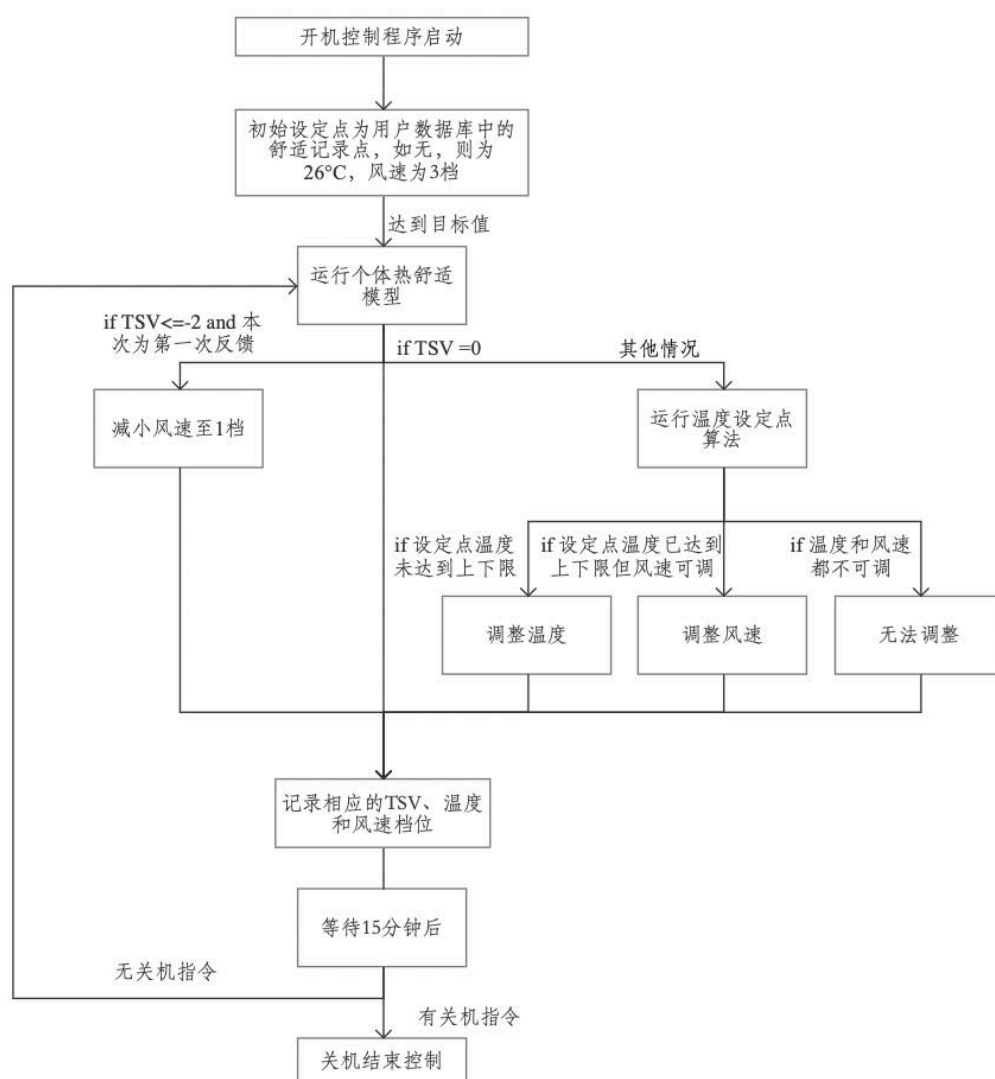 开机控制程序启动
初始设定点为用户数据库中的
舒适记录点，如无，则为
26°C，风速为3档
达到目标值
运行个体热舒适
模型
if TSV<=-2 and 本
次为第一次反馈
if TSV =0
其他情况
减小风速至1档
运行温度设定点
算法
if 设定点温度
未达到上下限
if 设定点温度已达到
上下限但风速可调
if 温度和风速
都不可调
调整温度
调整风速
无法调整
记录相应的TSV、温度
和风速档位
等待15分钟后
无关机指令
有关机指令
关机结束控制